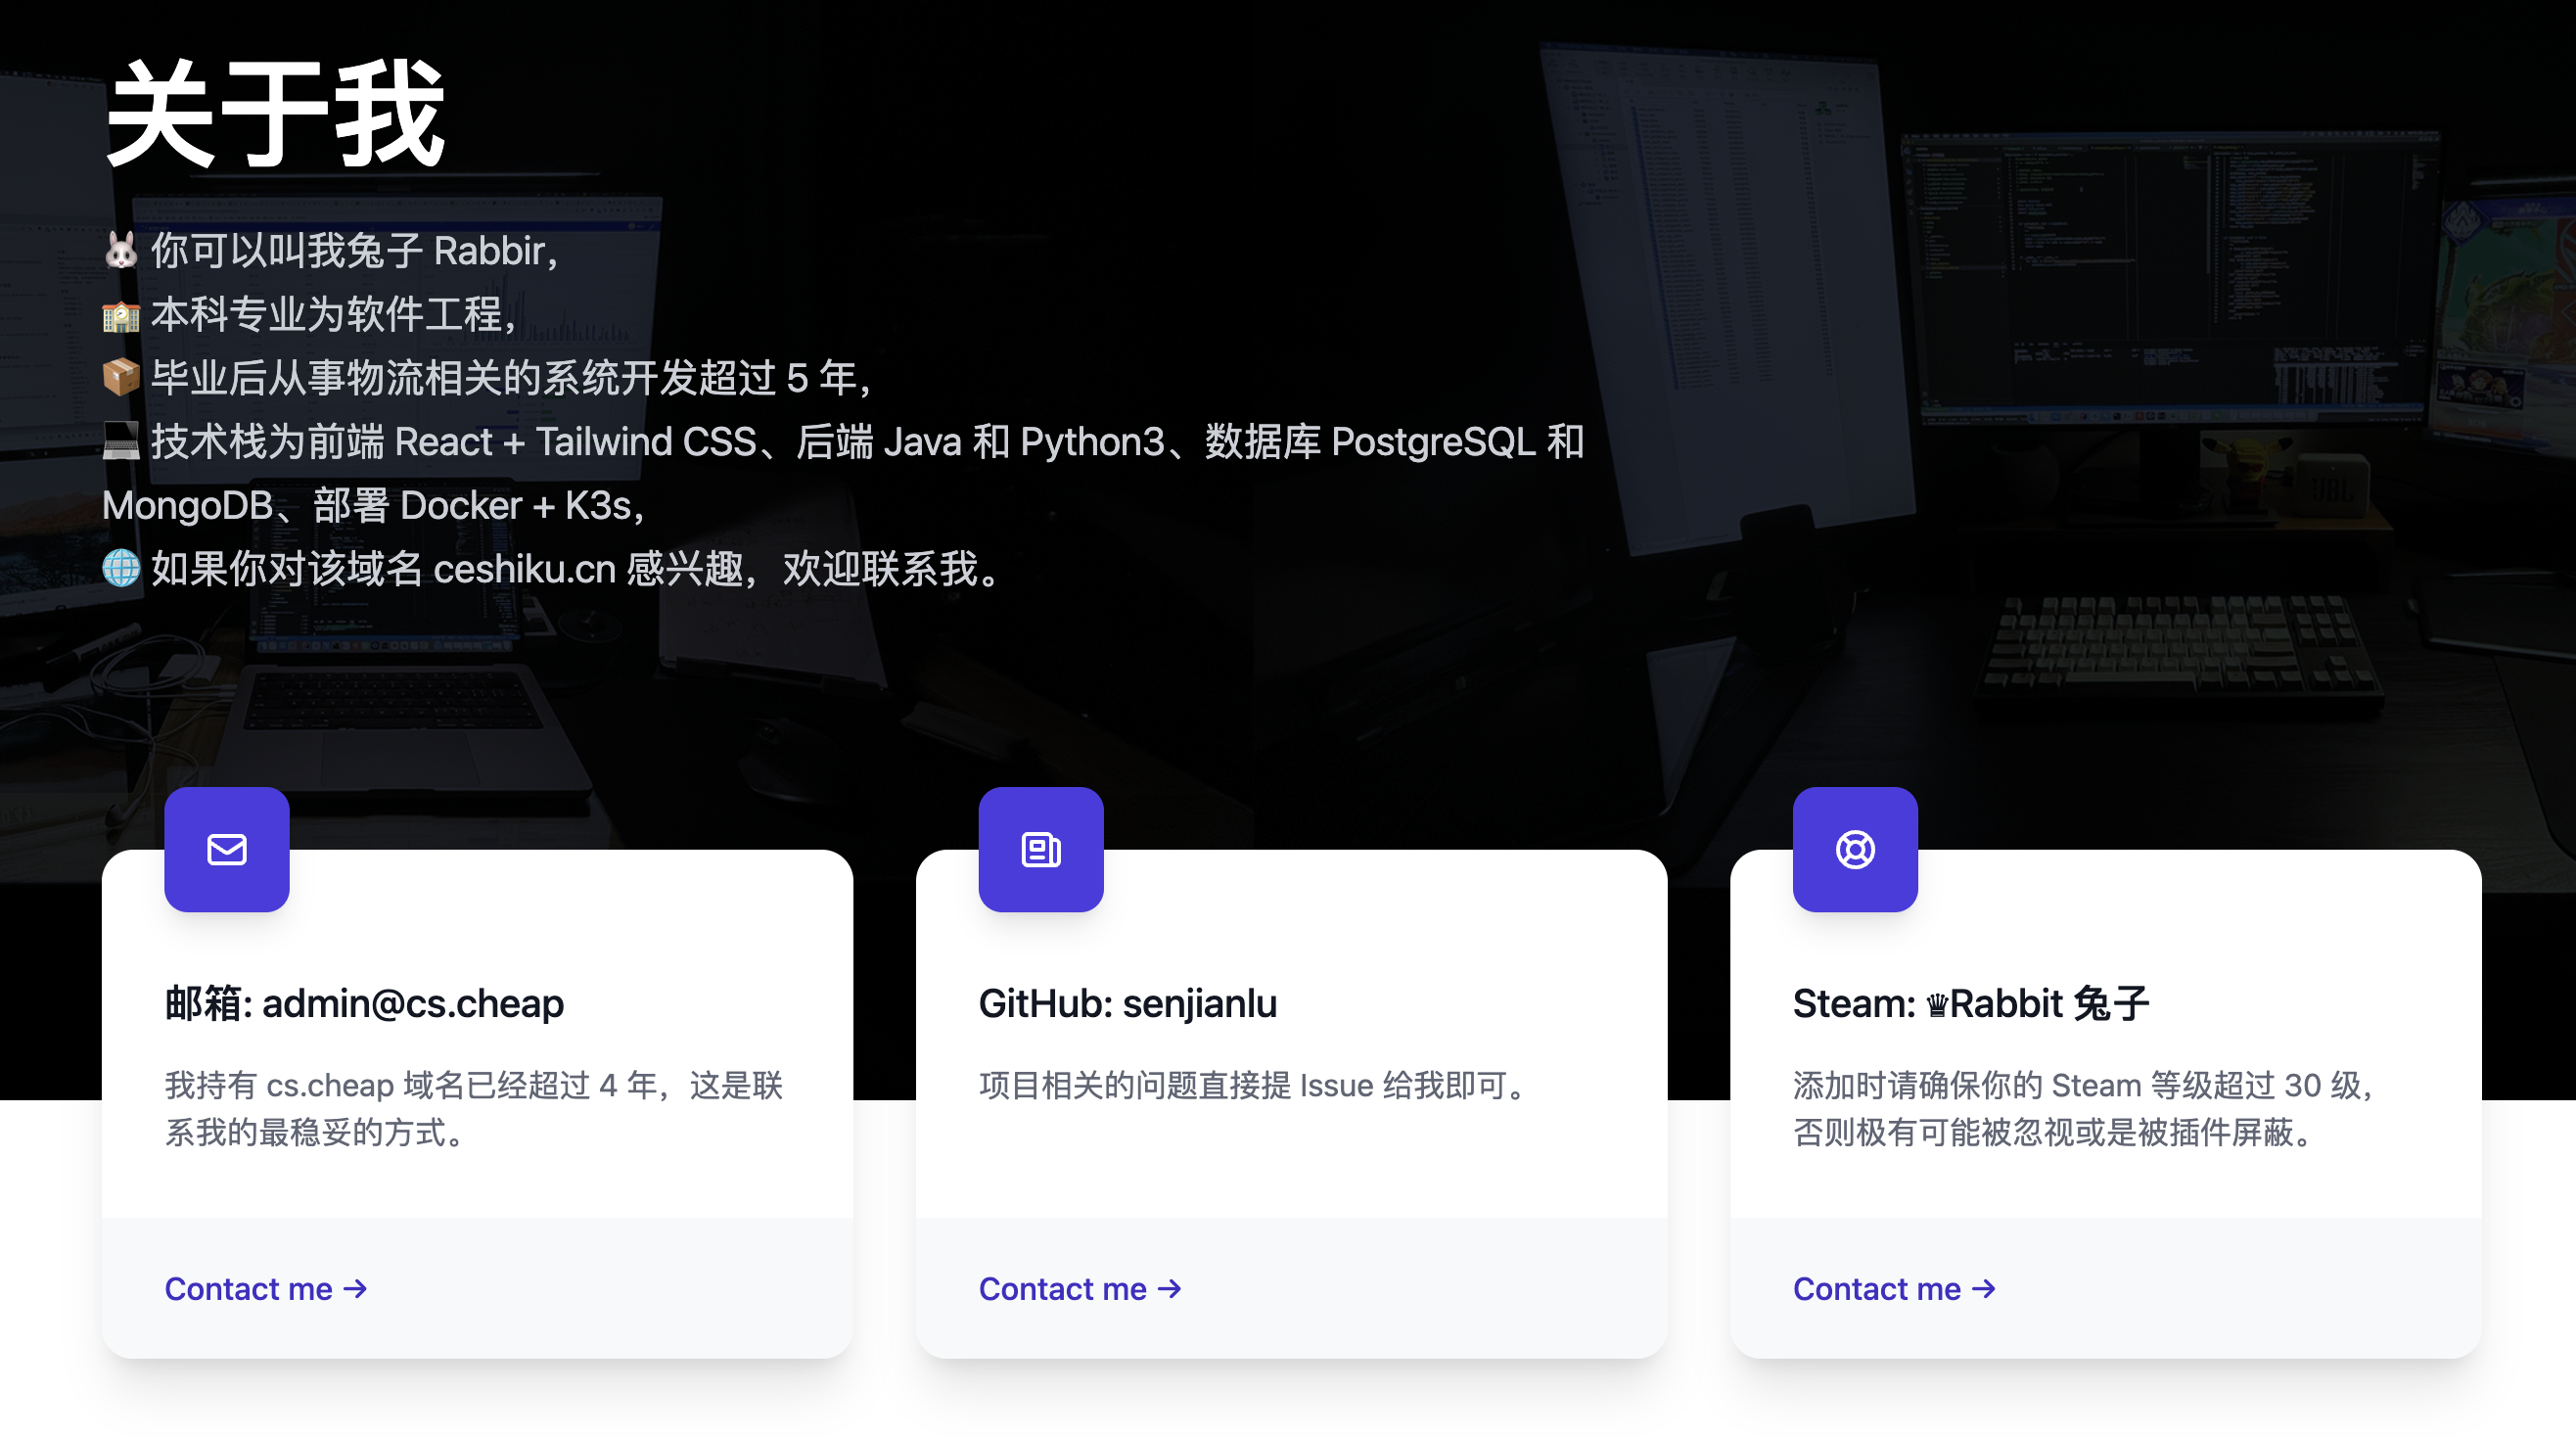 关于我
🐰 你可以叫我兔子 Rabbir，
🏫 本科专业为软件工程，
📦 毕业后从事物流相关的系统开发超过 5 年，
💻 技术栈为前端 React + Tailwind CSS、后端 Java 和 Python3、数据库 PostgreSQL 和
MongoDB、部署 Docker + K3s，
🌐 如果你对该域名 ceshiku.cn 感兴趣，欢迎联系我。
JBL
邮箱: admin@cs.cheap
我持有 cs.cheap 域名已经超过 4 年，这是联
系我的最稳妥的方式。
Contact me →
GitHub: senjianlu
项目相关的问题直接提 Issue 给我即可。
Contact me →
Steam: ♛Rabbit 兔子
添加时请确保你的 Steam 等级超过 30 级，
否则极有可能被忽视或是被插件屏蔽。
Contact me →